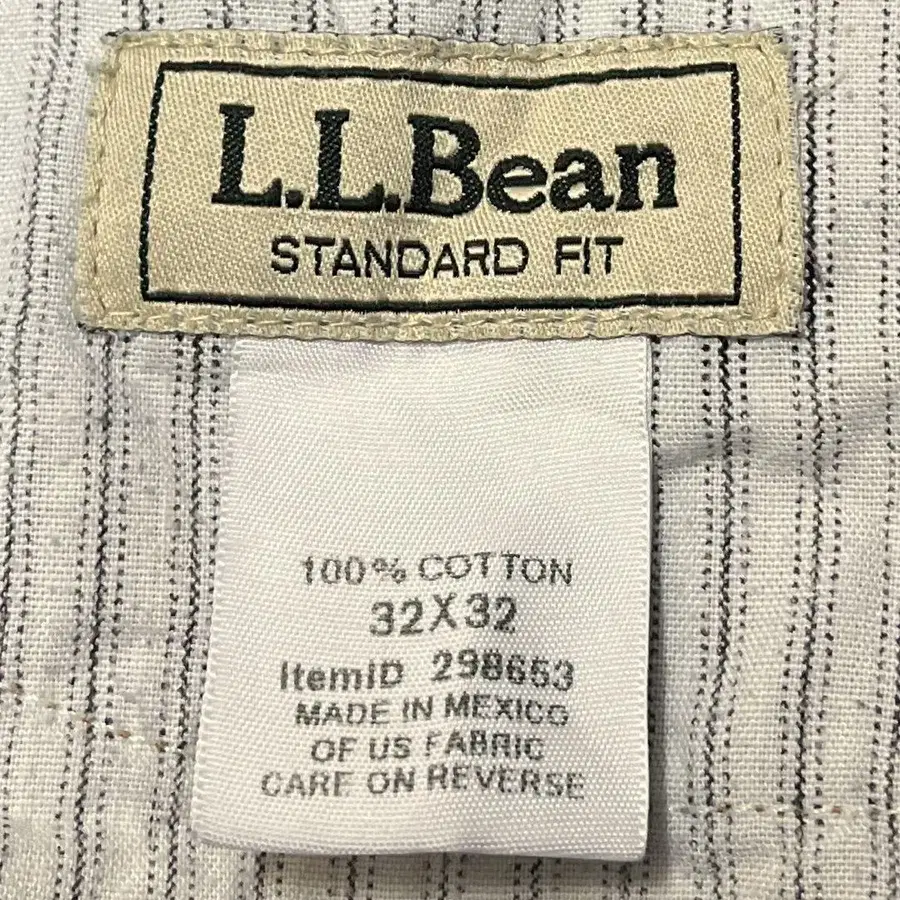 L.L.Bean
STANDARD FIT
100% COTTON
32X32
ItemID 298653
MADE IN MEXICO
OF US FABRIC
CARE ON REVERSE